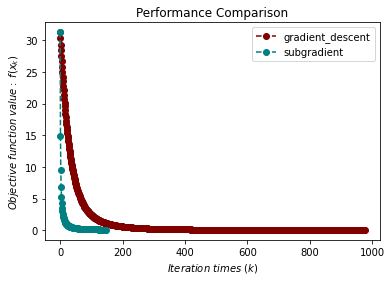 Performance Comparison
gradient_descent
subgradient
30
25
20
15
10
5
0
Objective function value : f(x_k)
0 200 400 600 800 1000
Iteration times (k)